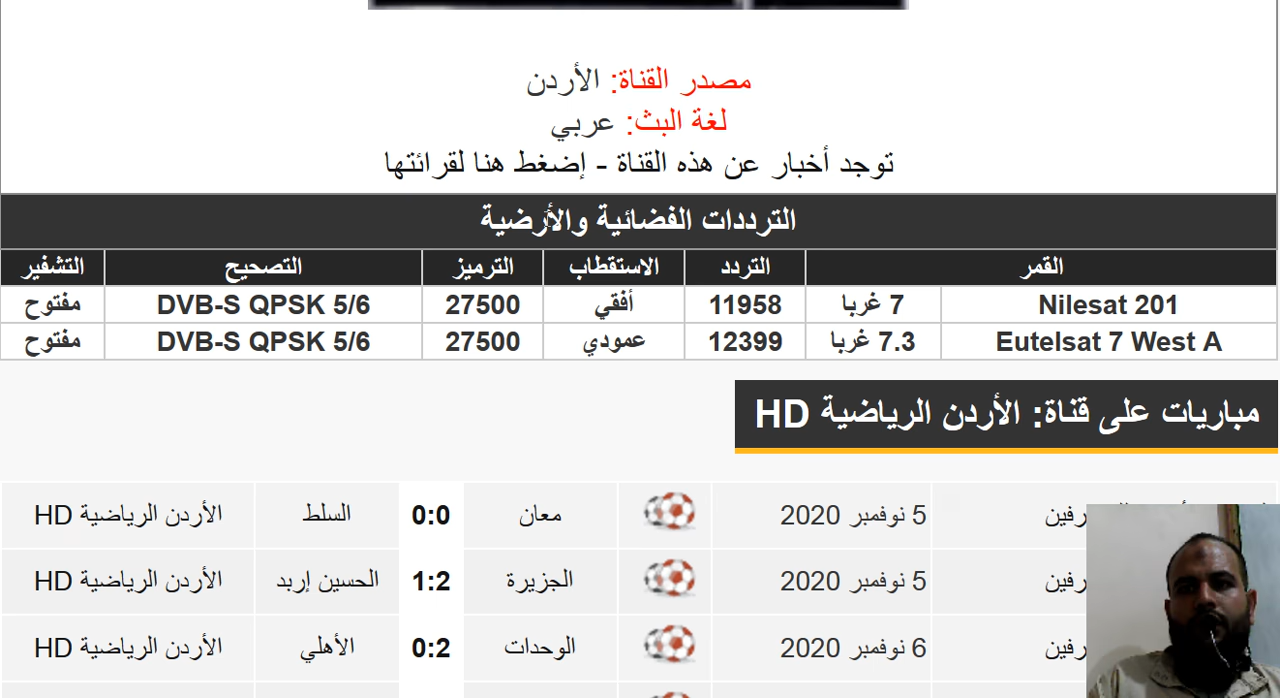 مصدر القناة: الأردن
لغة البث: عربي
توجد أخبار عن هذه القناة - إضغط هنا لقرائتها
الترددات الفضائية والأرضية
القمر التردد الاستقطاب الترميز التصحيح التشفير
Nilesat 201 7 غربا 11958 أفقي 27500 DVB-S QPSK 5/6 مفتوح
Eutelsat 7 West A 7.3 غربا 12399 عمودي 27500 DVB-S QPSK 5/6 مفتوح
مباريات على قناة: الأردن الرياضية HD
5 نوفمبر 2020 معان 0:0 السلط الأردن الرياضية HD
5 نوفمبر 2020 الجزيرة 1:2 الحسين إربد الأردن الرياضية HD
6 نوفمبر 2020 الوحدات 0:2 الأهلي الأردن الرياضية HD